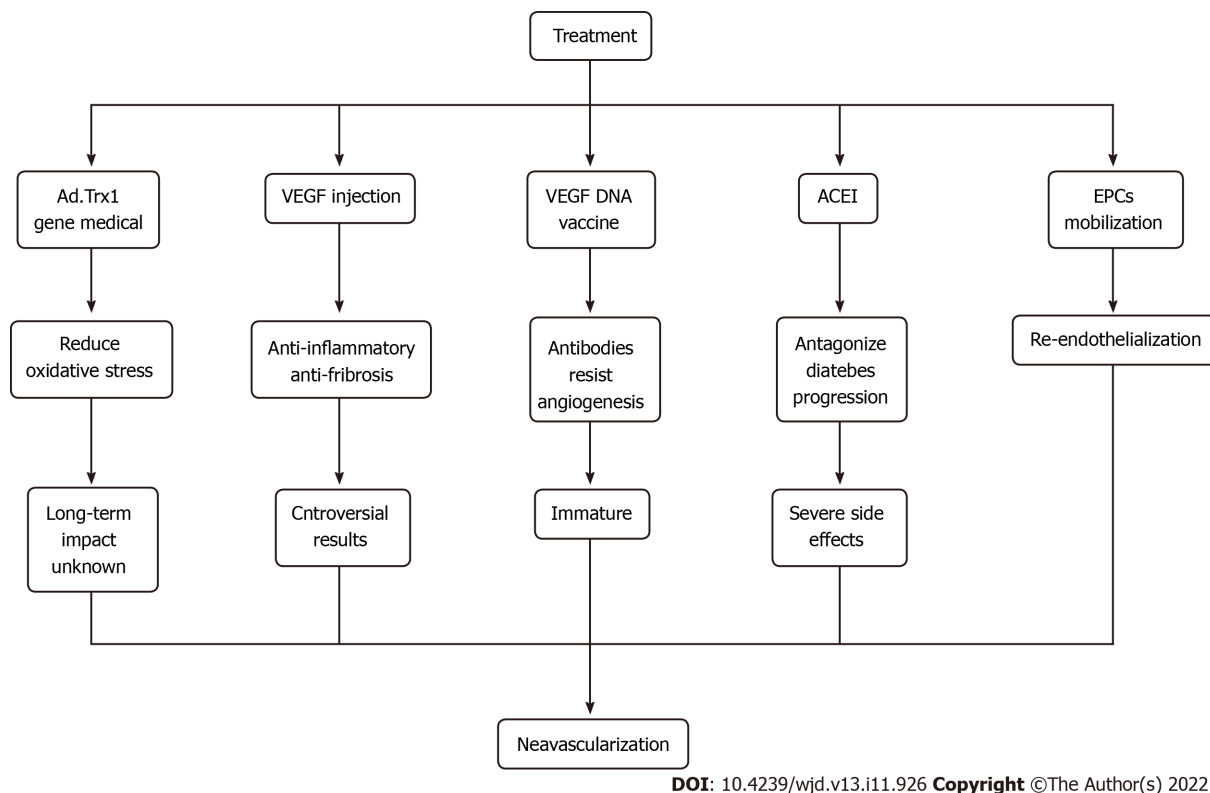 Treatment
Ad.Trx1
gene medical
VEGF injection
VEGF DNA
vaccine
ACEI
EPCs
mobilization
Reduce
oxidative stress
Anti-inflammatory
anti-fribrosis
Antibodies
resist
angiogenesis
Antagonize
diatebes
progression
Re-endothelialization
Long-term
impact
unknown
Cntroversial
results
Immature
Severe side
effects
Neavascularization
DOI: 10.4239/wjd.v13.i11.926 Copyright ©The Author(s) 2022